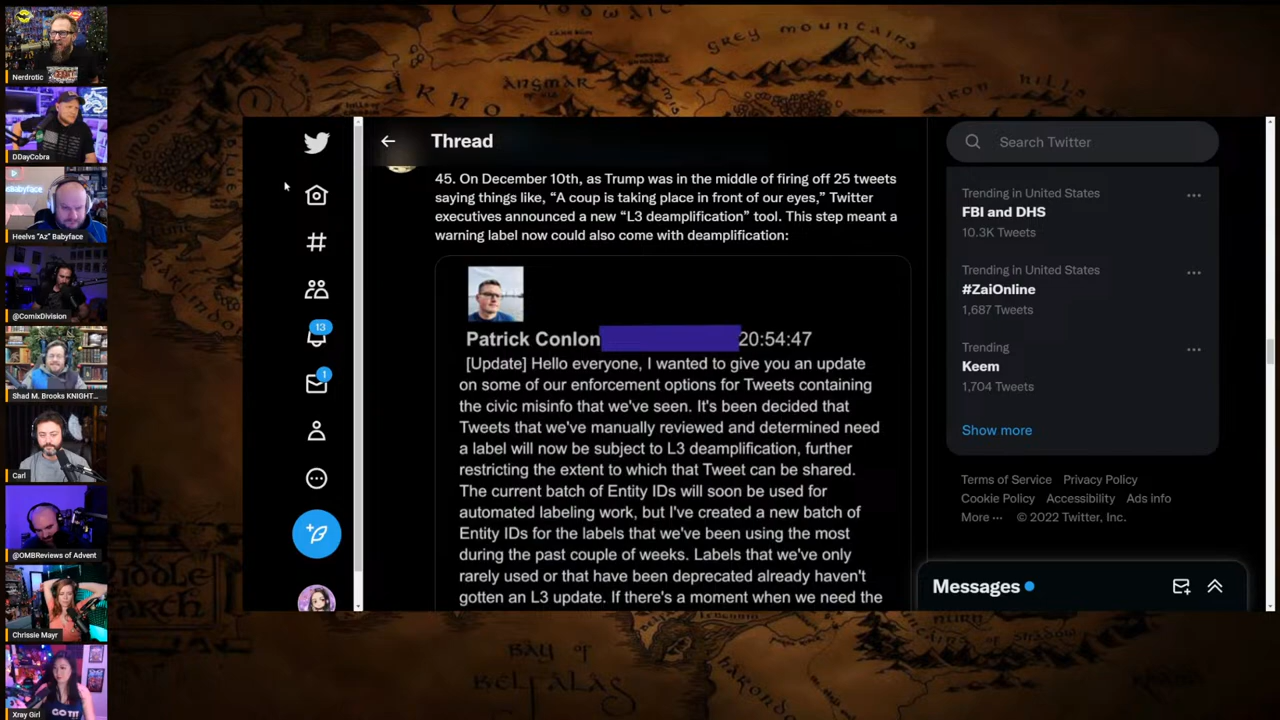 GREY MOUNTAINS
ANGMAR
ARNO
Nerdrotic
DDayCobra
Heelvs "Az" Babyface
@ComixDivision
Shad M. Brooks KNIGHT...
Carl
@OMBReviews of Advent
Chrissie Mayr
Xray Girl
Thread
45. On December 10th, as Trump was in the middle of firing off 25 tweets
saying things like, “A coup is taking place in front of our eyes,” Twitter
executives announced a new “L3 deamplification” tool. This step meant a
warning label now could also come with deamplification:
Patrick Conlon
20:54:47
[Update] Hello everyone, I wanted to give you an update
on some of our enforcement options for Tweets containing
the civic misinfo that we've seen. It's been decided that
Tweets that we've manually reviewed and determined need
a label will now be subject to L3 deamplification, further
restricting the extent to which that Tweet can be shared.
The current batch of Entity IDs will soon be used for
automated labeling work, but I've created a new batch of
Entity IDs for the labels that we've been using the most
during the past couple of weeks. Labels that we've only
rarely used or that have been deprecated already haven't
gotten an L3 update. If there's a moment when we need the
13
1
Search Twitter
Trending in United States
FBI and DHS
10.3K Tweets
Trending in United States
#ZaiOnline
1,687 Tweets
Trending
Keem
1,704 Tweets
Show more
Terms of Service Privacy Policy
Cookie Policy Accessibility Ads info
More ··· © 2022 Twitter, Inc.
Messages
BAY OF
BELFALAS